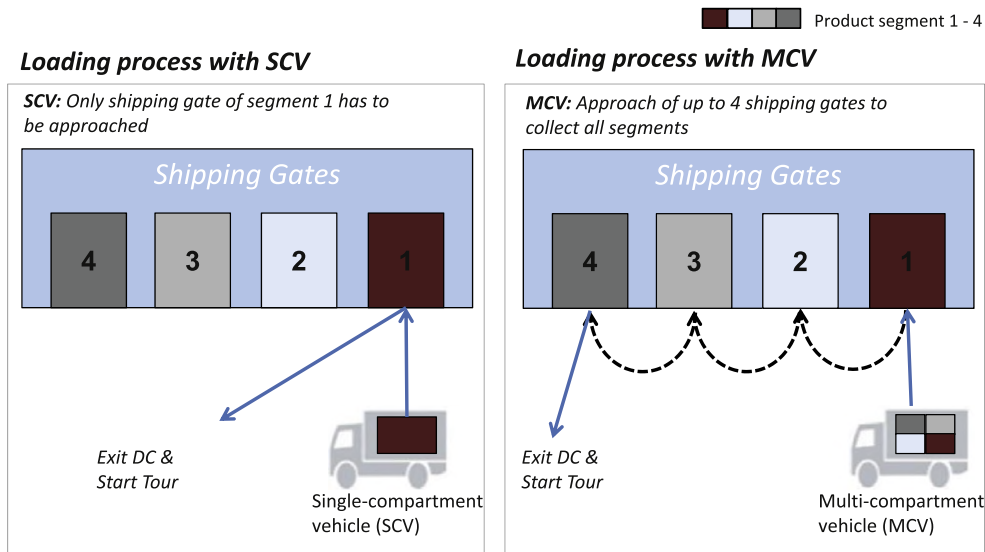 Product segment 1 - 4
Loading process with SCV
SCV: Only shipping gate of segment 1 has to
be approached
Shipping Gates
4 3 2 1
Exit DC &
Start Tour
Single-compartment
vehicle (SCV)
Loading process with MCV
MCV: Approach of up to 4 shipping gates to
collect all segments
Shipping Gates
4 3 2 1
Exit DC &
Start Tour
Multi-compartment
vehicle (MCV)